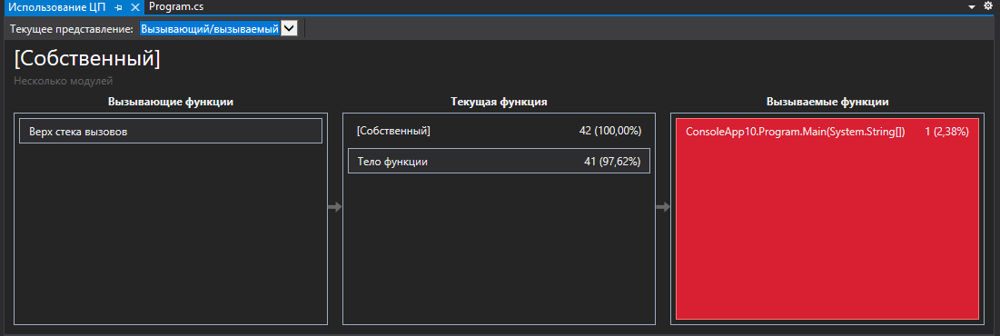 Использование ЦП Program.cs
Текущее представление: Вызывающий/вызываемый
[Собственный]
Несколько модулей
Вызывающие функции Текущая функция Вызываемые функции
Верх стека вызовов [Собственный] 42 (100,00%) ConsoleApp10.Program.Main(System.String[]) 1 (2,38%)
Тело функции 41 (97,62%)